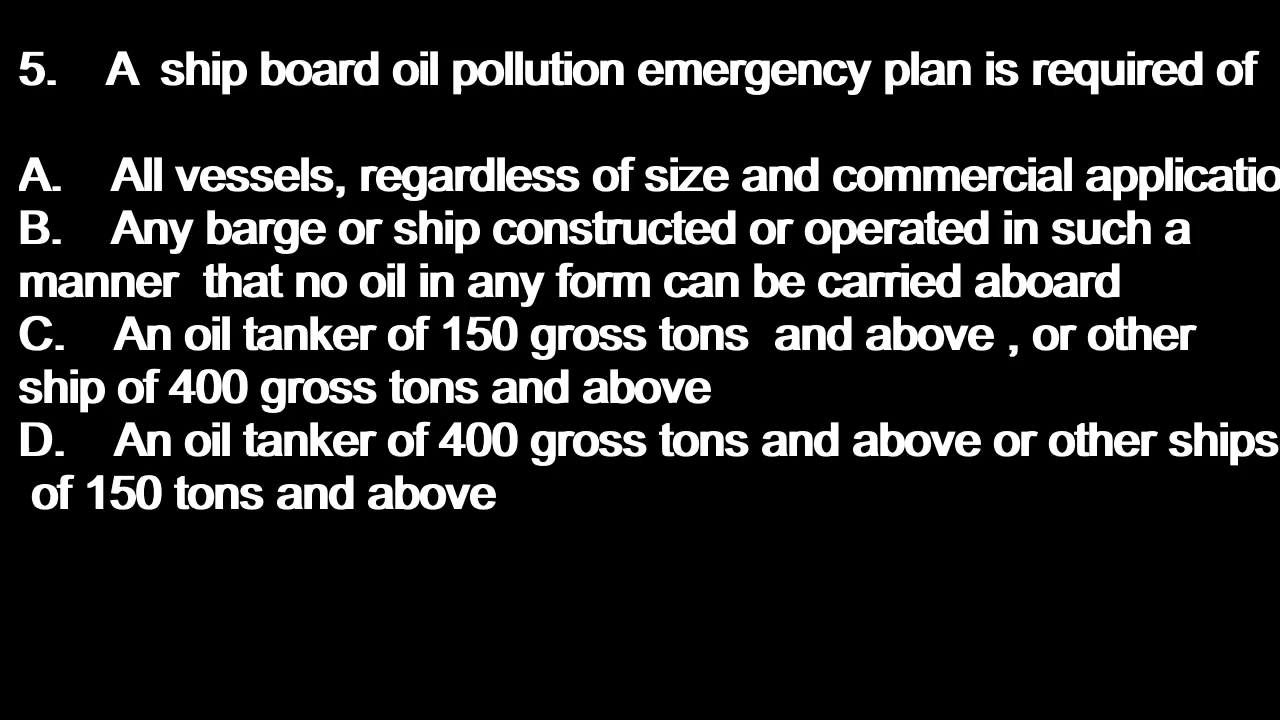 5. A ship board oil pollution emergency plan is required of
A. All vessels, regardless of size and commercial applicatio
B. Any barge or ship constructed or operated in such a
manner that no oil in any form can be carried aboard
C. An oil tanker of 150 gross tons and above , or other
ship of 400 gross tons and above
D. An oil tanker of 400 gross tons and above or other ships
of 150 tons and above